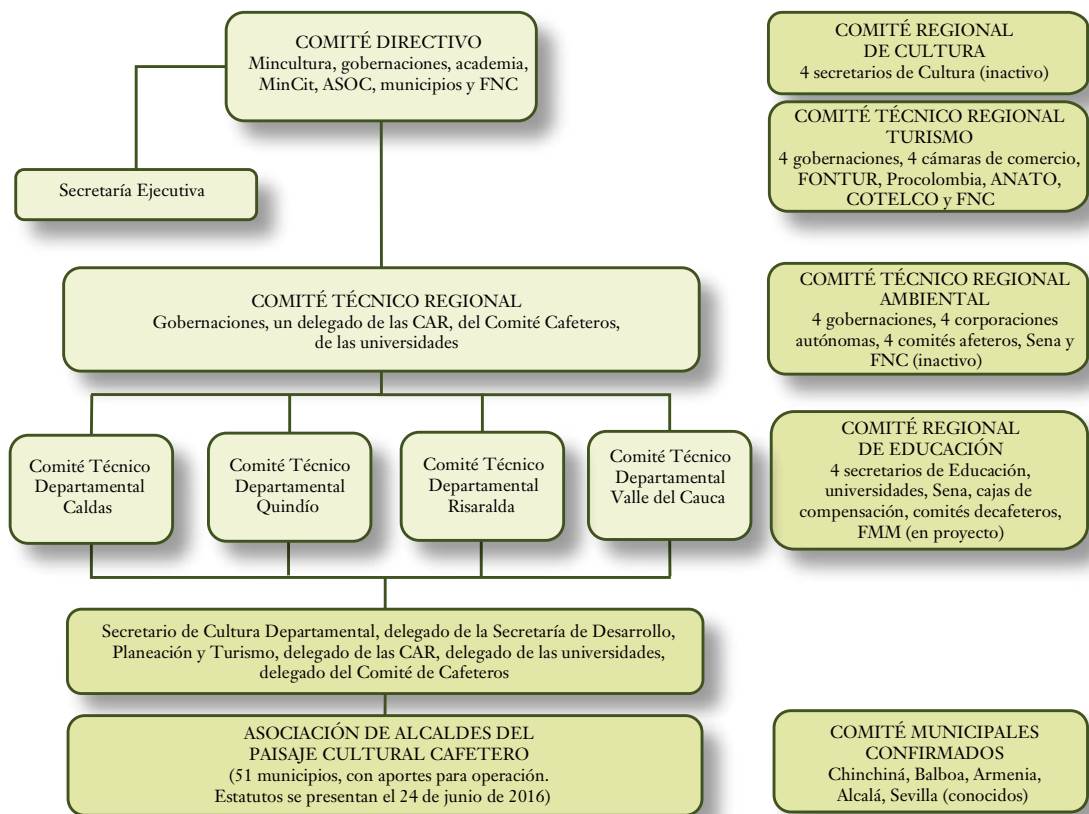 COMITÉ DIRECTIVO
Mincultura, gobernaciones, academia,
MinCit, ASOC, municipios y FNC
Secretaría Ejecutiva
COMITÉ TÉCNICO REGIONAL
Gobernaciones, un delegado de las CAR, del Comité Cafeteros,
de las universidades
Comité Técnico
Departamental
Caldas
Comité Técnico
Departamental
Quindío
Comité Técnico
Departamental
Risaralda
Comité Técnico
Departamental
Valle del Cauca
Secretario de Cultura Departamental, delegado de la Secretaría de Desarrollo,
Planeación y Turismo, delegado de las CAR, delegado de las universidades,
delegado del Comité de Cafeteros
ASOCIACIÓN DE ALCALDES DEL
PAISAJE CULTURAL CAFETERO
(51 municipios, con aportes para operación.
Estatutos se presentan el 24 de junio de 2016)
COMITÉ REGIONAL
DE CULTURA
4 secretarios de Cultura (inactivo)
COMITÉ TÉCNICO REGIONAL
TURISMO
4 gobernaciones, 4 cámaras de comercio,
FONTUR, Procolombia, ANATO,
COTELCO y FNC
COMITÉ TÉCNICO REGIONAL
AMBIENTAL
4 gobernaciones, 4 corporaciones
autónomas, 4 comités afeteros, Sena y
FNC (inactivo)
COMITÉ REGIONAL
DE EDUCACIÓN
4 secretarios de Educación,
universidades, Sena, cajas de
compensación, comités decafeteros,
FMM (en proyecto)
COMITÉ MUNICIPALES
CONFIRMADOS
Chinchiná, Balboa, Armenia,
Alcalá, Sevilla (conocidos)